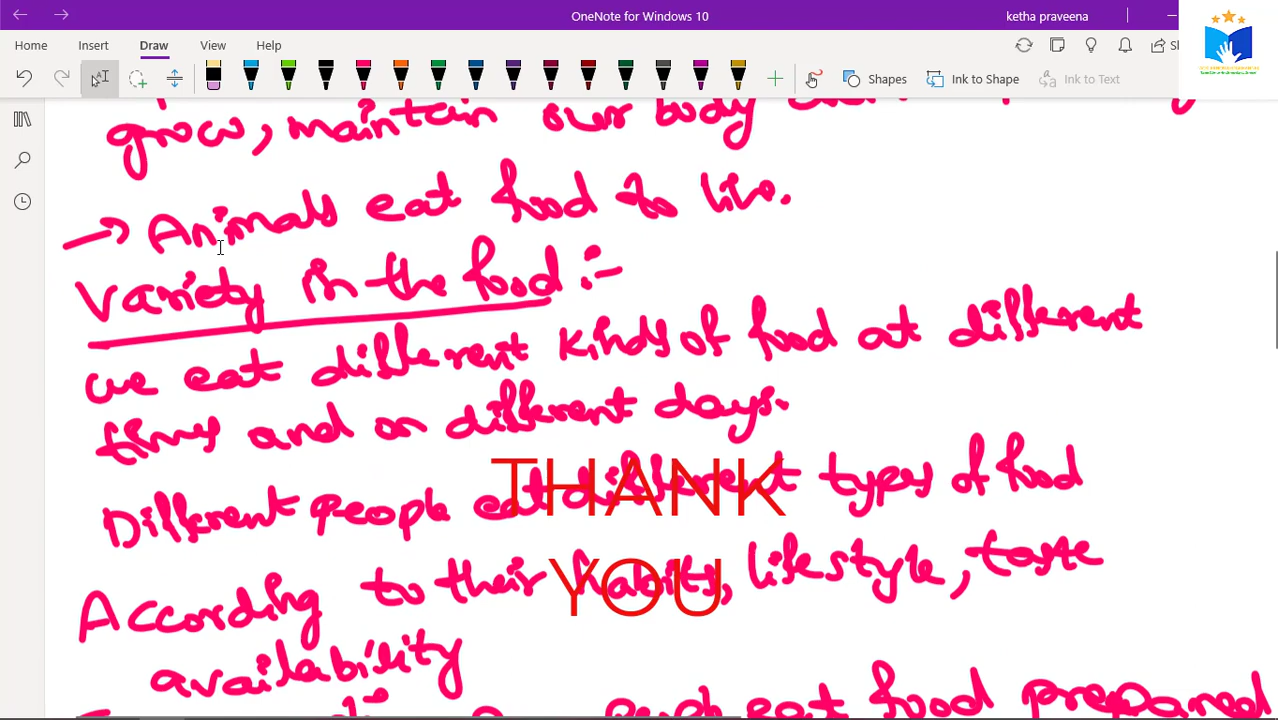 OneNote for Windows 10
ketha praveena
Home Insert Draw View Help
Shapes Ink to Shape Ink to Text
grow, maintain our body
→ Animals eat food to live.
Variety in the food :-
we eat different kinds of food at different
times and on different days.
Different people eat different types of food
THANK
According to their habits, lifestyle, taste
YOU
availability
people eat food prepared